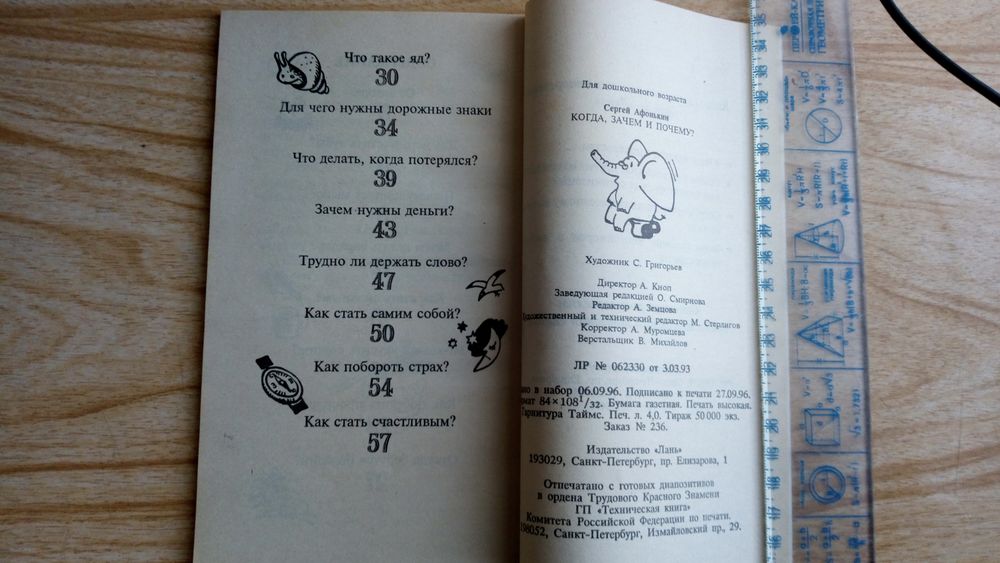 Что такое яд?
30
Для чего нужны дорожные знаки
34
Что делать, когда потерялся?
39
Зачем нужны деньги?
43
Трудно ли держать слово?
47
Как стать самим собой?
50
Как побороть страх?
54
Как стать счастливым?
57
Для дошкольного возраста
Сергей Афонькин
КОГДА, ЗАЧЕМ И ПОЧЕМУ?
Художник С. Григорьев
Директор А. Кноп
Заведующая редакцией О. Смирнова
Редактор А. Земцова
Художественный и технический редактор М. Стерлигов
Корректор А. Муромцева
Верстальщик В. Михайлов
ЛР № 062330 от 3.03.93
в набор 06.09.96. Подписано к печати 27.09.96.
84×108 1/32. Бумага газетная. Печать высокая.
Гарнитура Таймс. Печ. л. 4,0. Тираж 50 000 экз.
Заказ № 236.
Издательство «Лань»
193029, Санкт-Петербург, пр. Елизарова, 1
Отпечатано с готовых диапозитивов
в ордена Трудового Красного Знамени
ГП «Техническая книга»
Комитета Российской Федерации по печати.
198052, Санкт-Петербург, Измайловский пр., 29.